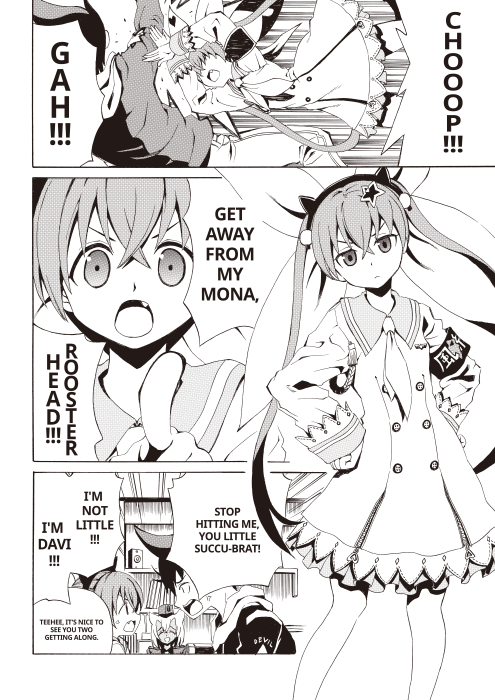 CHOOOP!!!
GAH!!!
GET
AWAY
FROM
MY
MONA,
ROOSTER
HEAD!!!
風
STOP
HITTING ME,
YOU LITTLE
SUCCU-BRAT!
I'M
NOT
LITTLE
!!!
I'M
DAVI
!!!
DEVIL
TEEHEE, IT'S NICE TO
SEE YOU TWO
GETTING ALONG.